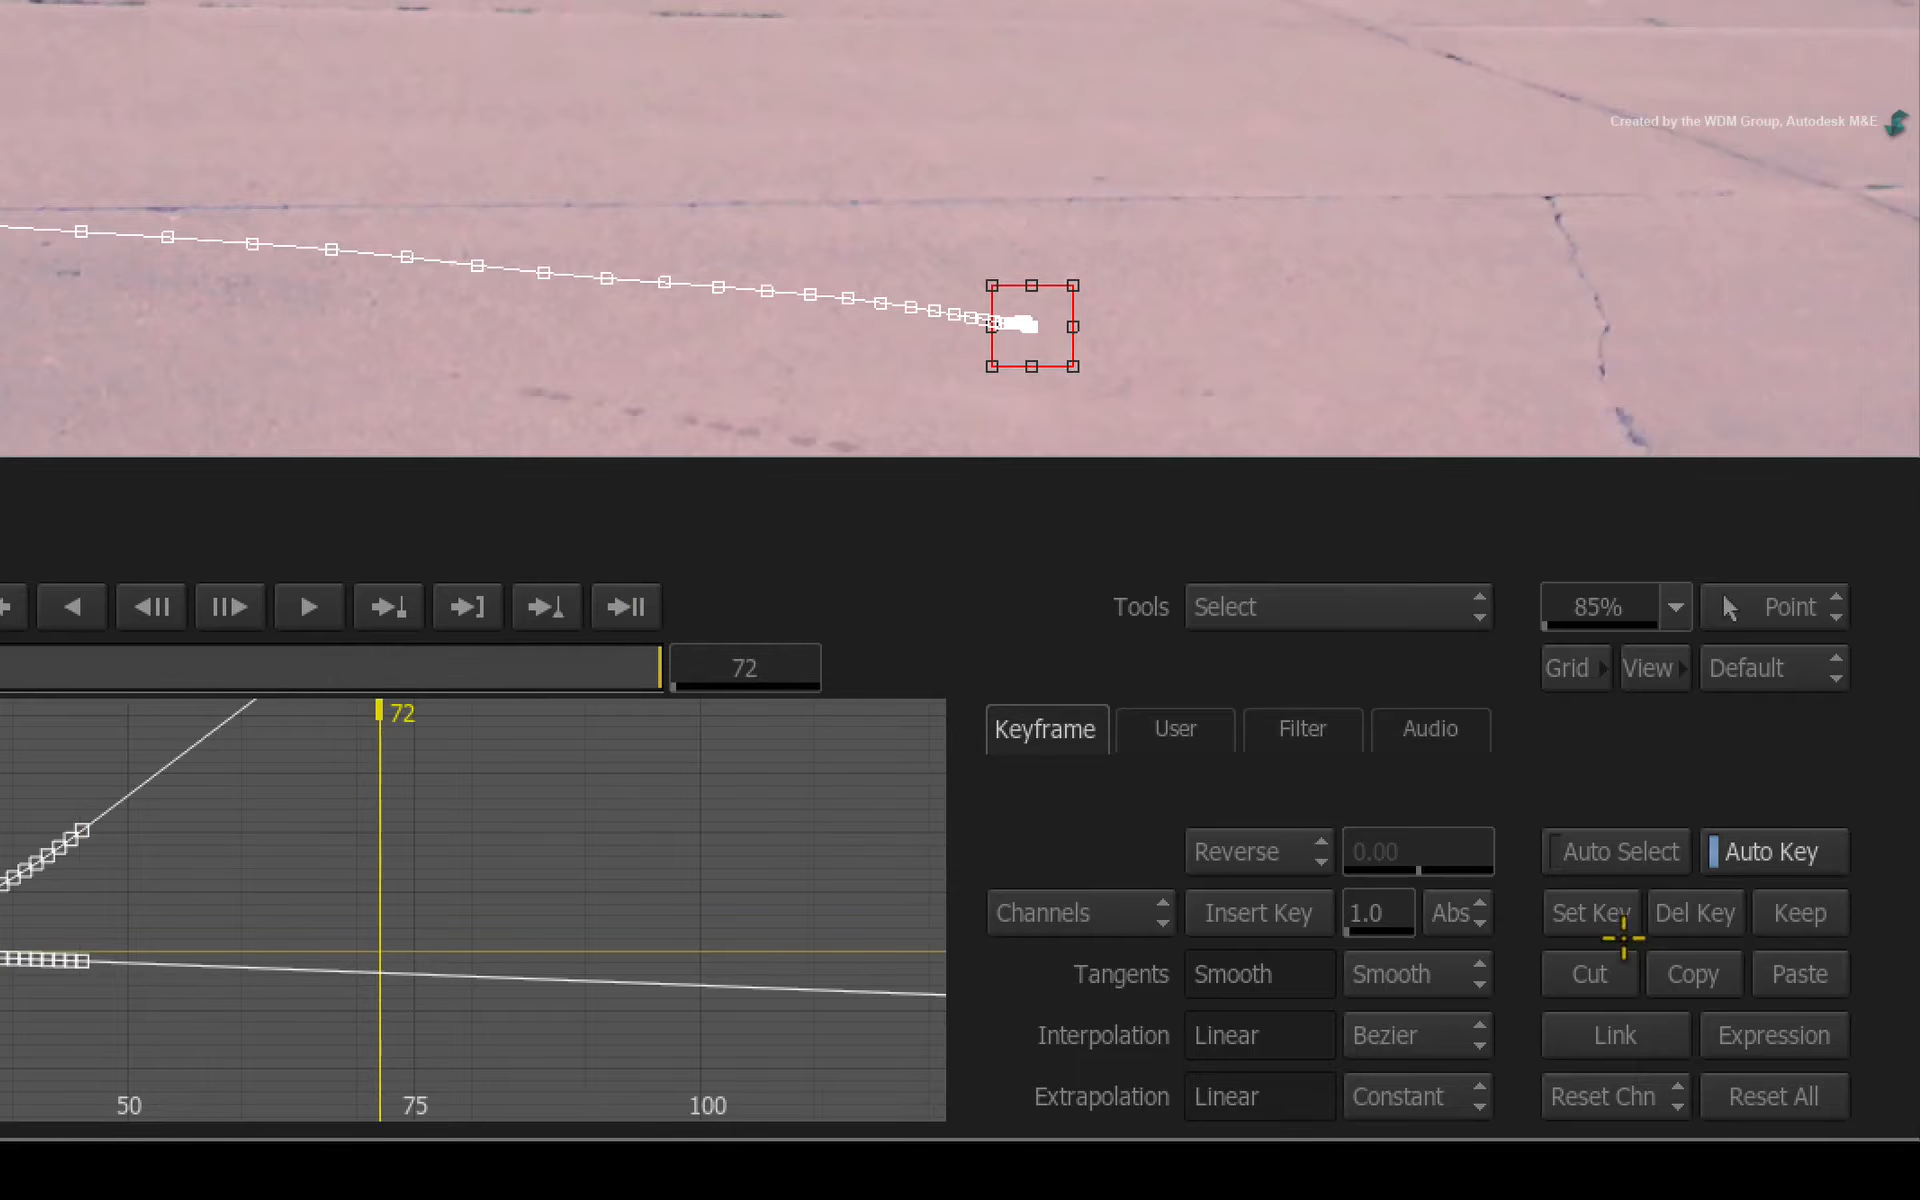 Created by the WDM Group, Autodesk M&E
Tools Select 85% Point
72 Grid View Default
72
Keyframe User Filter Audio
Reverse 0.00 Auto Select Auto Key
Channels Insert Key 1.0 Abs Set Key Del Key Keep
Tangents Smooth Smooth Cut Copy Paste
Interpolation Linear Bezier Link Expression
Extrapolation Linear Constant Reset Chn Reset All
50 75 100